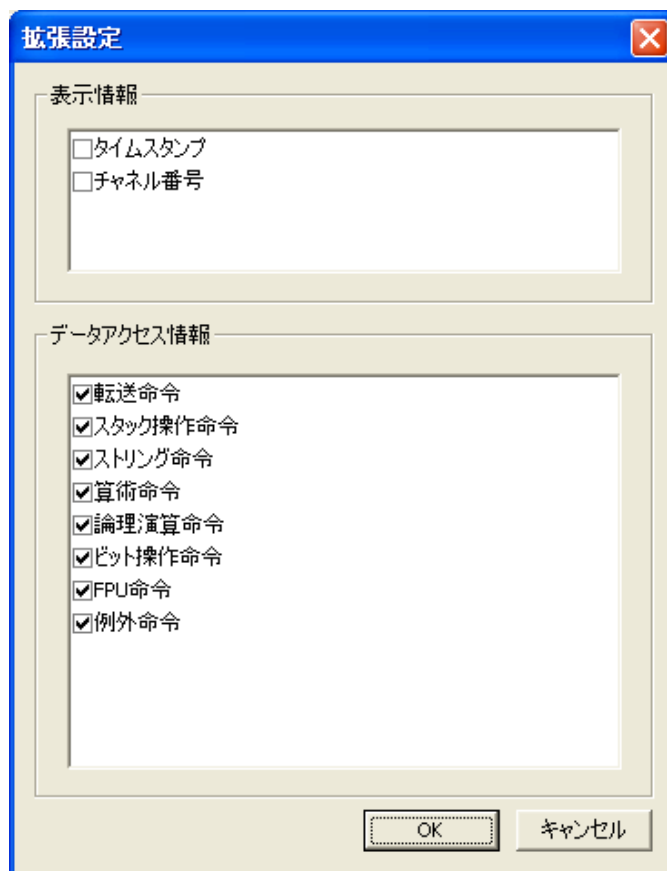 拡張設定
表示情報
タイムスタンプ
チャネル番号
データアクセス情報
転送命令
スタック操作命令
ストリング命令
算術命令
論理演算命令
ビット操作命令
FPU命令
例外命令
OK
キャンセル